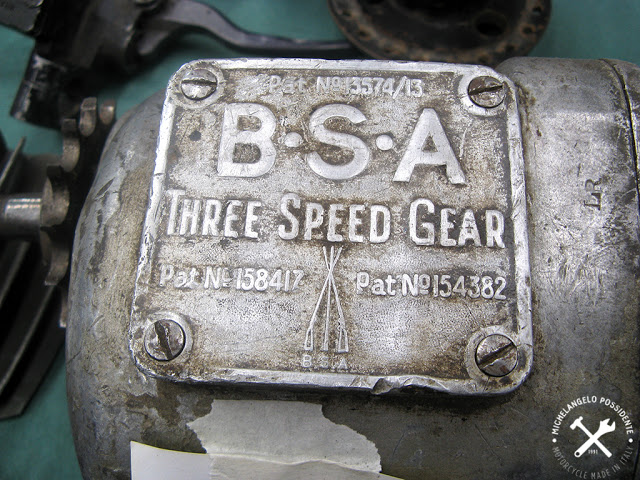 Pat No 13574/13
B·S·A
THREE SPEED GEAR
Pat No 158417 Pat No 154382
B.S.A.
LR
MICHELANGELO POSSIDENTE
1991
MOTORCYCLE MADE IN ITALY